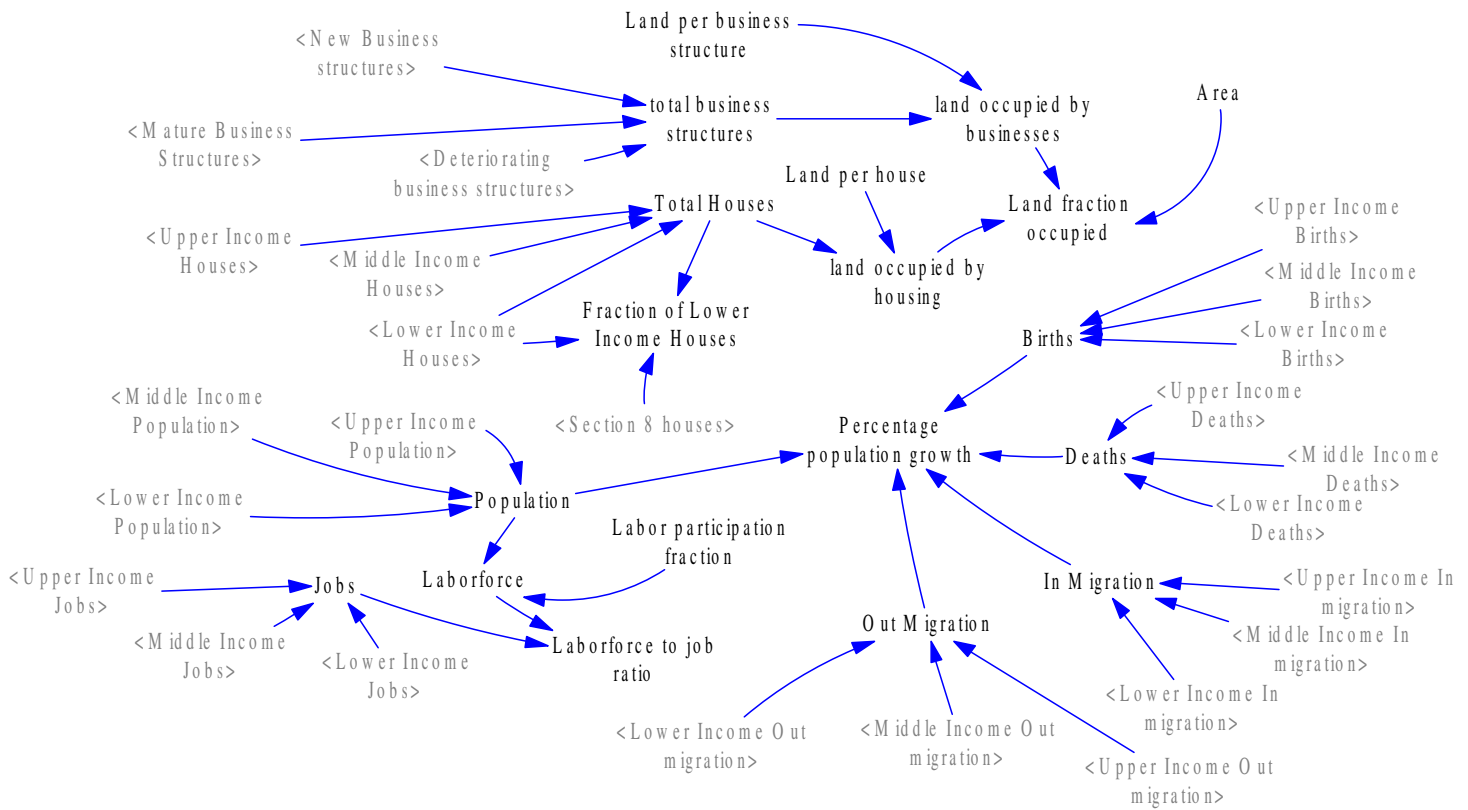 Land per business
structure
<New Business
structures>
Area
total business
structures
land occupied by
businesses
<Mature Business
Structures>
<Deteriorating
business structures>
Land per house
Total Houses
Land fraction
occupied
<Upper Income
Births>
<Upper Income
Houses>
<Middle Income
Houses>
land occupied by
housing
<Middle Income
Births>
Fraction of Lower
Income Houses
<Lower Income
Houses>
Births
<Lower Income
Births>
<Middle Income
Population>
<Upper Income
Population>
<Section 8 houses>
Percentage
population growth
<Upper Income
Deaths>
Deaths
<Middle Income
Deaths>
<Lower Income
Population>
Population
<Lower Income
Deaths>
Labor participation
fraction
<Upper Income
Jobs>
Jobs
Laborforce
In Migration
<Upper Income In
migration>
<Middle Income
Jobs>
<Lower Income
Jobs>
Laborforce to job
ratio
Out Migration
<Middle Income In
migration>
<Lower Income In
migration>
<Lower Income Out
migration>
<Middle Income Out
migration>
<Upper Income Out
migration>